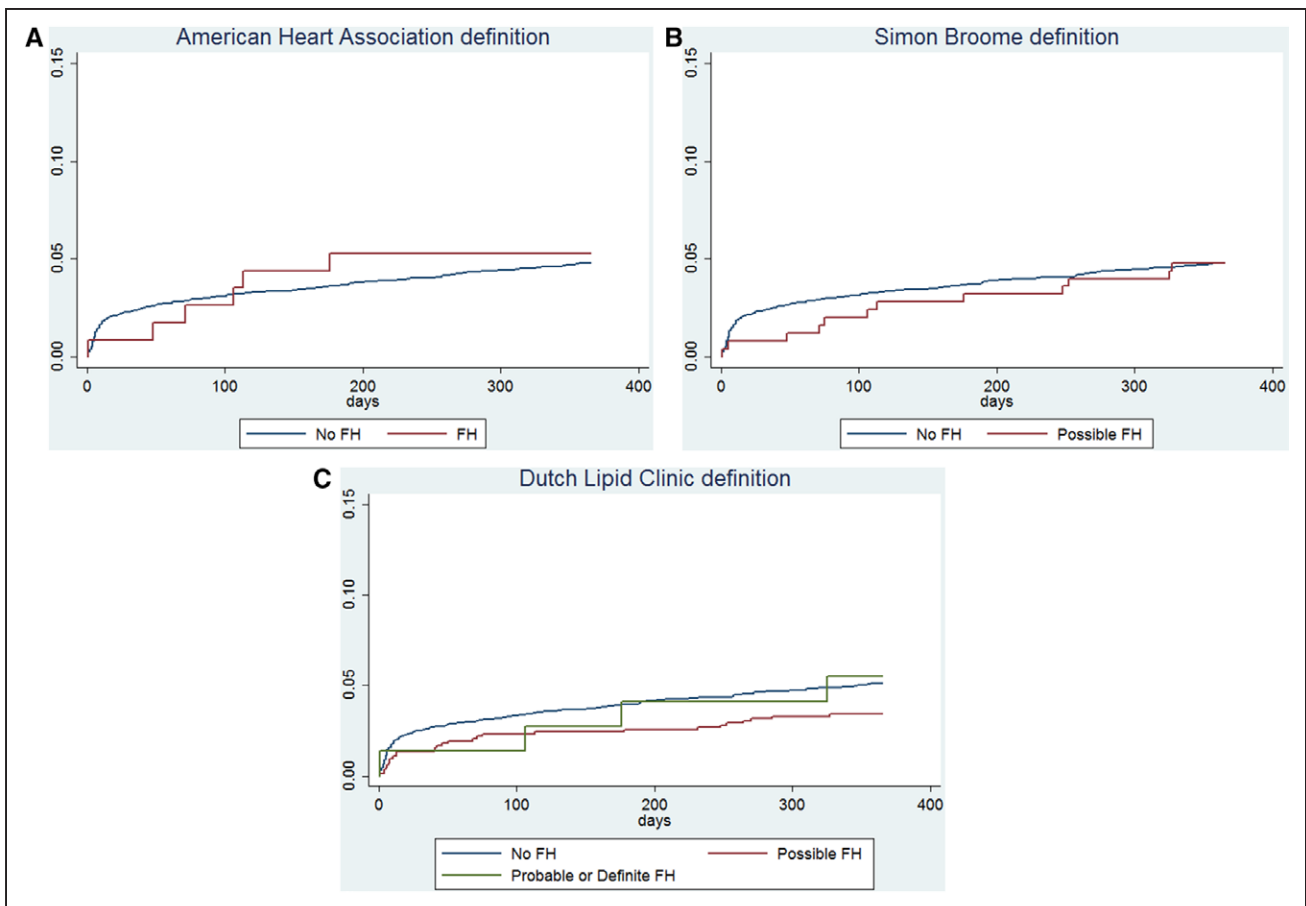 A
American Heart Association definition
0.15
0.10
0.05
0.00
0 100 200 300 400
days
No FH FH
B
Simon Broome definition
0.15
0.10
0.05
0.00
0 100 200 300 400
days
No FH Possible FH
C
Dutch Lipid Clinic definition
0.15
0.10
0.05
0.00
0 100 200 300 400
days
No FH Possible FH
Probable or Definite FH